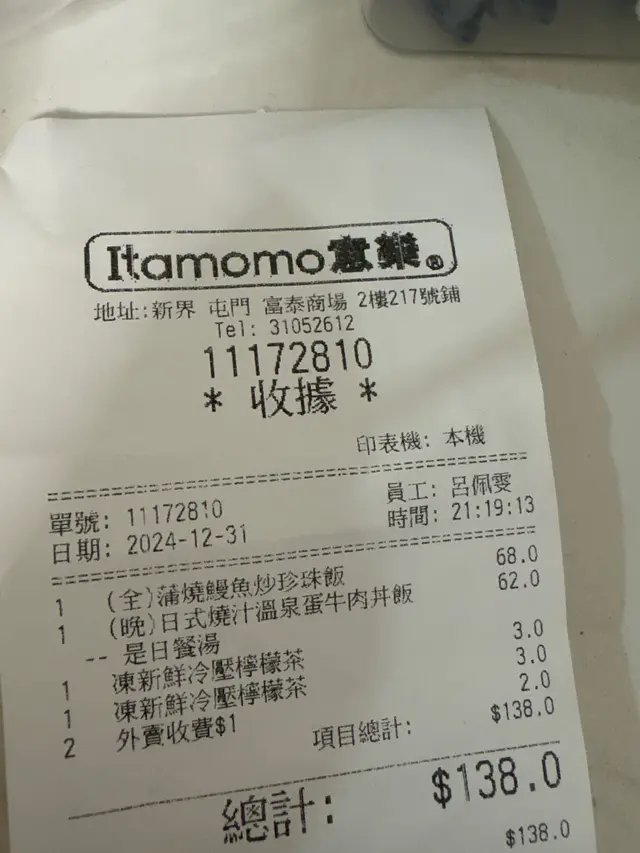 Itamomo意樂®
地址:新界 屯門 富泰商場 2樓217號鋪
Tel: 31052612
11172810
* 收據 *
印表機: 本機
單號: 11172810 員工: 呂佩雯
日期: 2024-12-31 時間: 21:19:13
1 (全)蒲燒鰻魚炒珍珠飯 68.0
1 (晚)日式燒汁溫泉蛋牛肉丼飯 62.0
-- 是日餐湯
1 凍新鮮冷壓檸檬茶 3.0
1 凍新鮮冷壓檸檬茶 3.0
2 外賣收費$1 2.0
項目總計: $138.0
總計: $138.0
$138.0